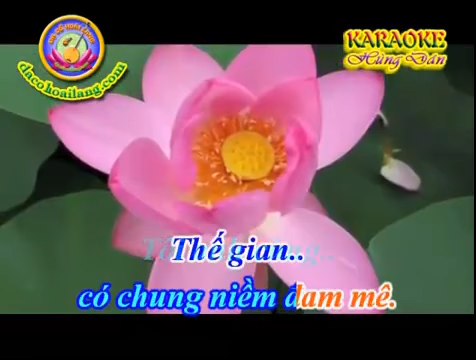 KARAOKE
Hùng Dân
dacohoailang.com
Thế gian..
có chung niềm đam mê.